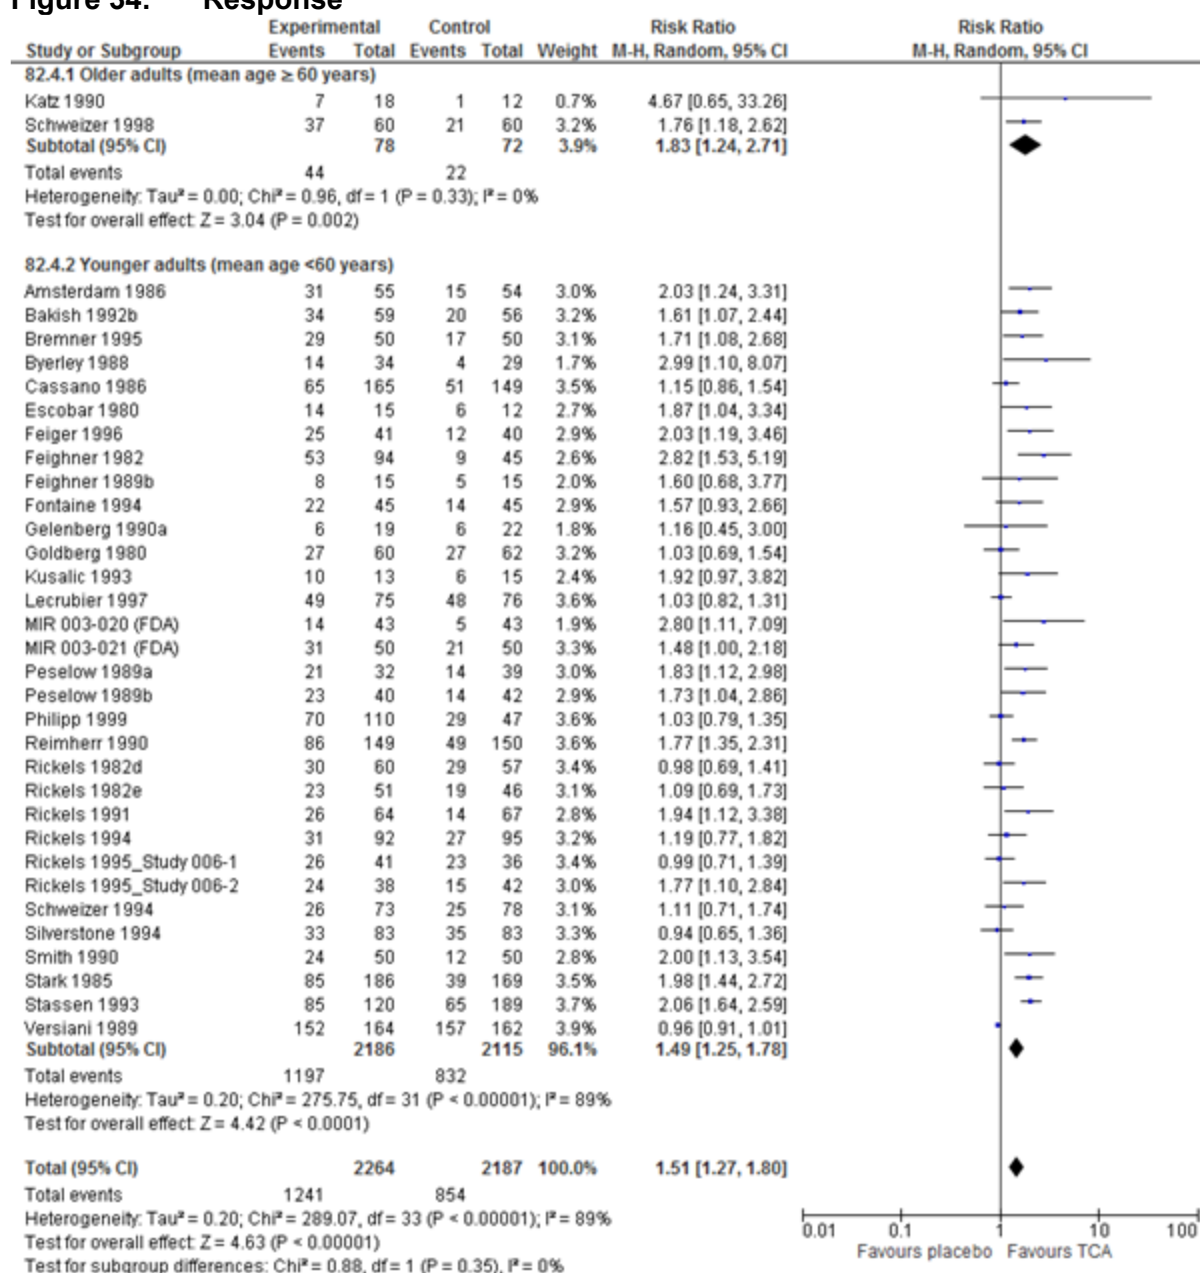 Figure 34: Response
Experimental Control Risk Ratio Risk Ratio
Study or Subgroup Events Total Events Total Weight M-H, Random, 95% CI M-H, Random, 95% CI
82.4.1 Older adults (mean age ≥ 60 years)
Katz 1990 7 18 1 12 0.7% 4.67 [0.65, 33.26]
Schweizer 1998 37 60 21 60 3.2% 1.76 [1.18, 2.62]
Subtotal (95% CI) 78 72 3.9% 1.83 [1.24, 2.71]
Total events 44 22
Heterogeneity: Tau² = 0.00; Chi² = 0.96, df = 1 (P = 0.33); I² = 0%
Test for overall effect: Z = 3.04 (P = 0.002)
82.4.2 Younger adults (mean age <60 years)
Amsterdam 1986 31 55 15 54 3.0% 2.03 [1.24, 3.31]
Bakish 1992b 34 59 20 56 3.2% 1.61 [1.07, 2.44]
Bremner 1995 29 50 17 50 3.1% 1.71 [1.08, 2.68]
Byerley 1988 14 34 4 29 1.7% 2.99 [1.10, 8.07]
Cassano 1986 65 165 51 149 3.5% 1.15 [0.86, 1.54]
Escobar 1980 14 15 6 12 2.7% 1.87 [1.04, 3.34]
Feiger 1996 25 41 12 40 2.9% 2.03 [1.19, 3.46]
Feighner 1982 53 94 9 45 2.6% 2.82 [1.53, 5.19]
Feighner 1989b 8 15 5 15 2.0% 1.60 [0.68, 3.77]
Fontaine 1994 22 45 14 45 2.9% 1.57 [0.93, 2.66]
Gelenberg 1990a 6 19 6 22 1.8% 1.16 [0.45, 3.00]
Goldberg 1980 27 60 27 62 3.2% 1.03 [0.69, 1.54]
Kusalic 1993 10 13 6 15 2.4% 1.92 [0.97, 3.82]
Lecrubier 1997 49 75 48 76 3.6% 1.03 [0.82, 1.31]
MIR 003-020 (FDA) 14 43 5 43 1.9% 2.80 [1.11, 7.09]
MIR 003-021 (FDA) 31 50 21 50 3.2% 1.48 [1.00, 2.18]
Peselow 1989a 21 32 14 39 3.0% 1.83 [1.12, 2.98]
Peselow 1989b 23 40 14 42 2.9% 1.73 [1.04, 2.86]
Philipp 1999 70 110 29 47 3.6% 1.03 [0.79, 1.35]
Reimherr 1990 86 149 49 150 3.6% 1.77 [1.35, 2.31]
Rickels 1982d 30 60 29 57 3.4% 0.98 [0.69, 1.41]
Rickels 1982e 23 51 19 46 3.1% 1.09 [0.69, 1.73]
Rickels 1991 26 64 14 67 2.8% 1.94 [1.12, 3.38]
Rickels 1994 31 92 27 95 3.2% 1.19 [0.77, 1.82]
Rickels 1995_Study 006-1 26 41 23 36 3.4% 0.99 [0.71, 1.39]
Rickels 1995_Study 006-2 24 38 15 42 3.0% 1.77 [1.10, 2.84]
Schweizer 1994 26 73 25 78 3.1% 1.11 [0.71, 1.74]
Silverstone 1994 33 83 35 83 3.3% 0.94 [0.65, 1.36]
Smith 1990 24 50 12 50 2.8% 2.00 [1.13, 3.54]
Stark 1985 85 186 39 169 3.5% 1.98 [1.44, 2.72]
Stassen 1993 85 120 65 189 3.7% 2.06 [1.64, 2.59]
Versiani 1989 152 164 157 162 3.9% 0.96 [0.91, 1.01]
Subtotal (95% CI) 2186 2115 96.1% 1.49 [1.25, 1.78]
Total events 1197 832
Heterogeneity: Tau² = 0.20; Chi² = 275.75, df = 31 (P < 0.00001); I² = 89%
Test for overall effect: Z = 4.42 (P < 0.0001)
Total (95% CI) 2264 2187 100.0% 1.51 [1.27, 1.80]
Total events 1241 854
Heterogeneity: Tau² = 0.20; Chi² = 289.07, df = 33 (P < 0.00001); I² = 89%
Test for overall effect: Z = 4.63 (P < 0.00001)
Test for subgroup differences: Chi² = 0.88, df = 1 (P = 0.35), I² = 0%
0.01 0.1 1 10 100
Favours placebo Favours TCA